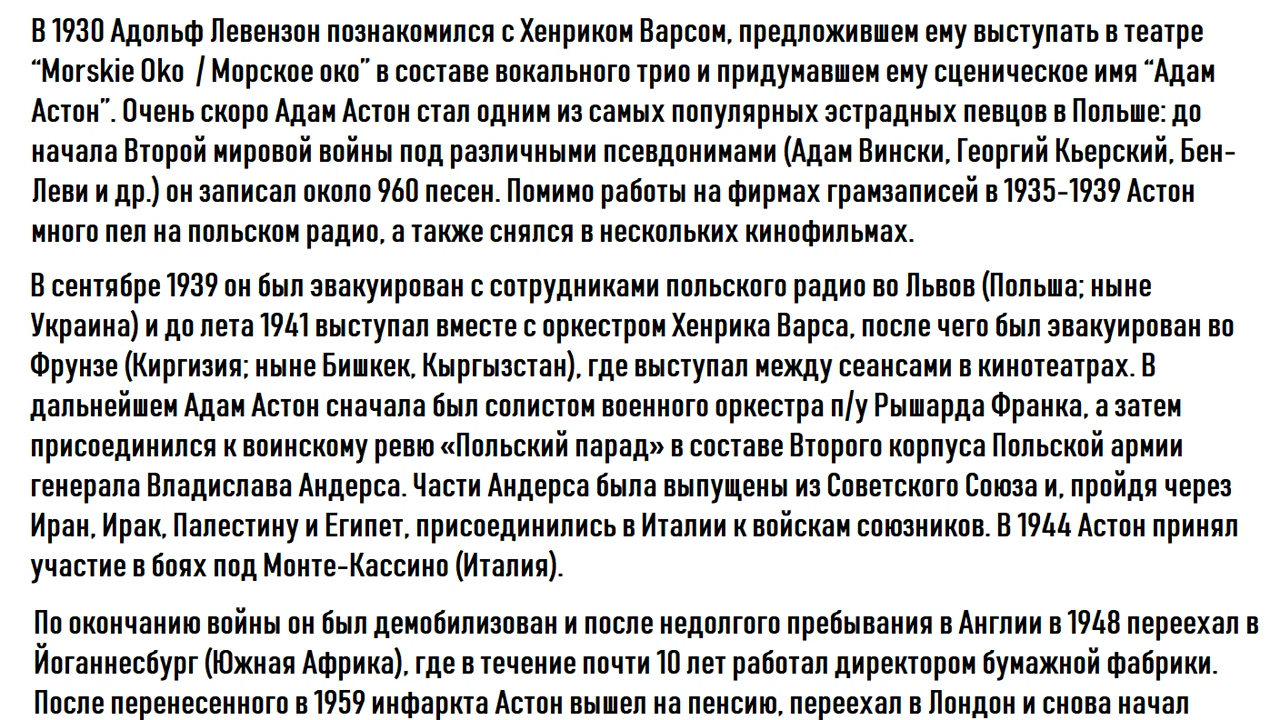 В 1930 Адольф Левензон познакомился с Хенриком Варсом, предложившем ему выступать в театре
“Morskie Oko / Морское око” в составе вокального трио и придумавшем ему сценическое имя “Адам
Астон”. Очень скоро Адам Астон стал одним из самых популярных эстрадных певцов в Польше: до
начала Второй мировой войны под различными псевдонимами (Адам Вински, Георгий Кьерский, Бен-
Леви и др.) он записал около 960 песен. Помимо работы на фирмах грамзаписей в 1935-1939 Астон
много пел на польском радио, а также снялся в нескольких кинофильмах.
В сентябре 1939 он был эвакуирован с сотрудниками польского радио во Львов (Польша; ныне
Украина) и до лета 1941 выступал вместе с оркестром Хенрика Варса, после чего был эвакуирован во
Фрунзе (Киргизия; ныне Бишкек, Кыргызстан), где выступал между сеансами в кинотеатрах. В
дальнейшем Адам Астон сначала был солистом военного оркестра п/у Рышарда Франка, а затем
присоединился к воинскому ревю «Польский парад» в составе Второго корпуса Польской армии
генерала Владислава Андерса. Части Андерса была выпущены из Советского Союза и, пройдя через
Иран, Ирак, Палестину и Египет, присоединились в Италии к войскам союзников. В 1944 Астон принял
участие в боях под Монте-Кассино (Италия).
По окончанию войны он был демобилизован и после недолгого пребывания в Англии в 1948 переехал в
Йоганнесбург (Южная Африка), где в течение почти 10 лет работал директором бумажной фабрики.
После перенесенного в 1959 инфаркта Астон вышел на пенсию, переехал в Лондон и снова начал